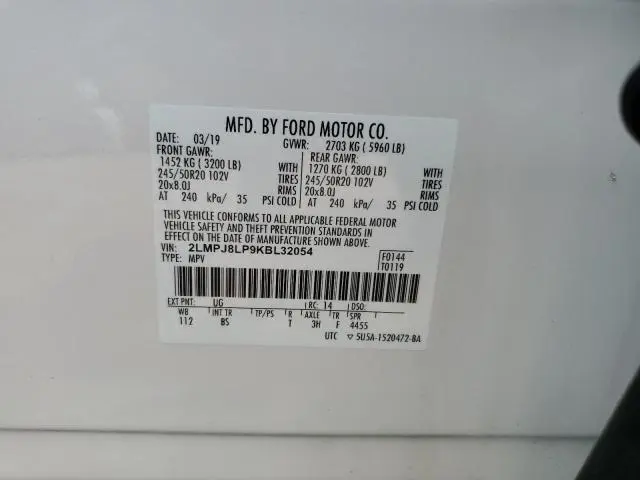 MFD. BY FORD MOTOR CO.
DATE: 03/19 GVWR: 2703 KG ( 5960 LB)
FRONT GAWR: REAR GAWR:
1452 KG ( 3200 LB) WITH 1270 KG ( 2800 LB) WITH
245/50R20 102V TIRES 245/50R20 102V TIRES
20x8.0J RIMS 20x8.0J RIMS
AT 240 kPa/ 35 PSI COLD AT 240 kPa/ 35 PSI COLD
THIS VEHICLE CONFORMS TO ALL APPLICABLE FEDERAL MOTOR
VEHICLE SAFETY AND THEFT PREVENTION STANDARDS IN
EFFECT ON THE DATE OF MANUFACTURE SHOWN ABOVE.
VIN: 2LMPJ8LP9KBL32054 F0144
TYPE: MPV T0119
EXT PNT: UG RC: 14 DSO:
WB INT TR TP/PS R AXLE TR SPR
112 BS T 3H F 4455
UTC ▽ 5U5A-1520472-BA